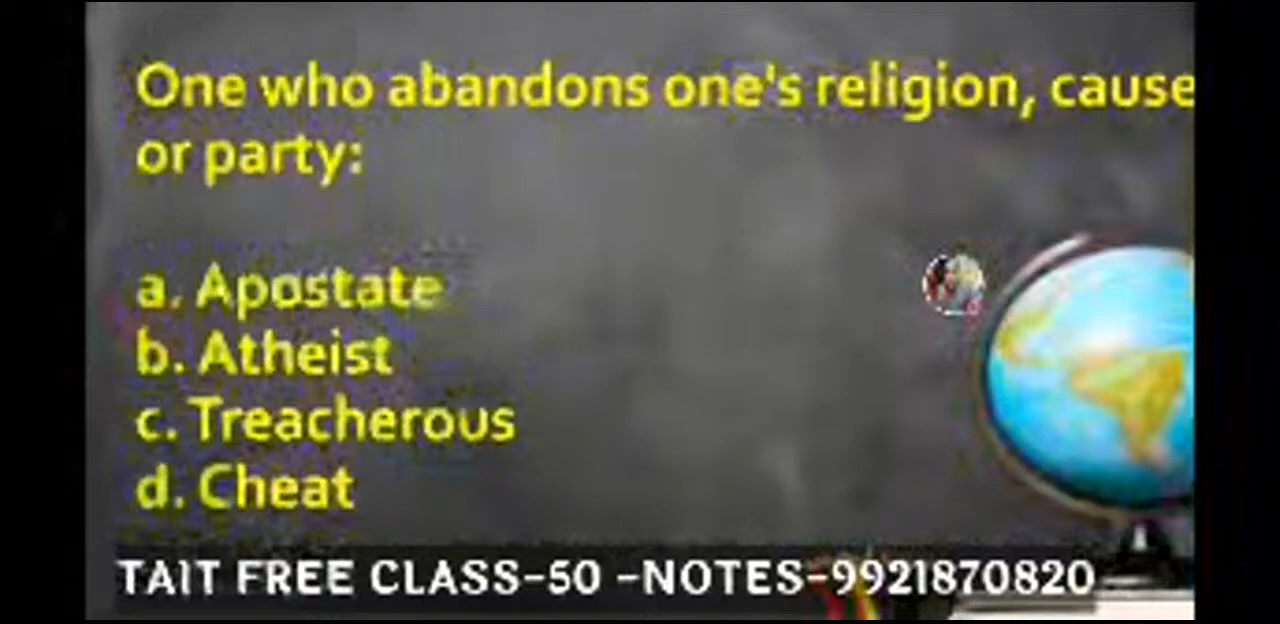 One who abandons one's religion, cause
or party:
a. Apostate
b. Atheist
c. Treacherous
d. Cheat
TAIT FREE CLASS-50 -NOTES-9921870820